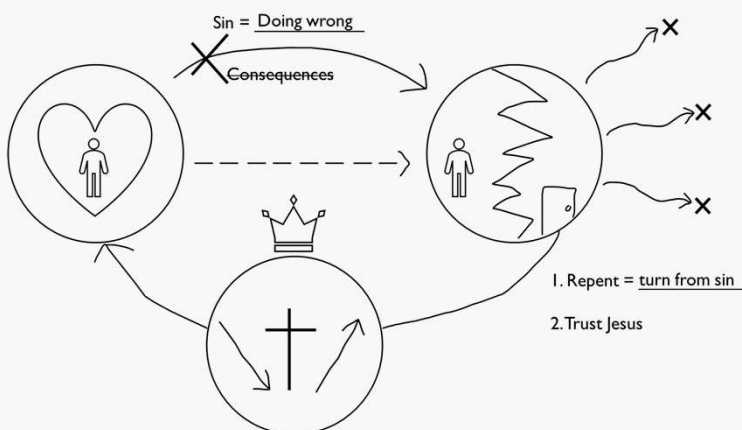 Sin = Doing wrong
Consequences
1. Repent = turn from sin
2. Trust Jesus